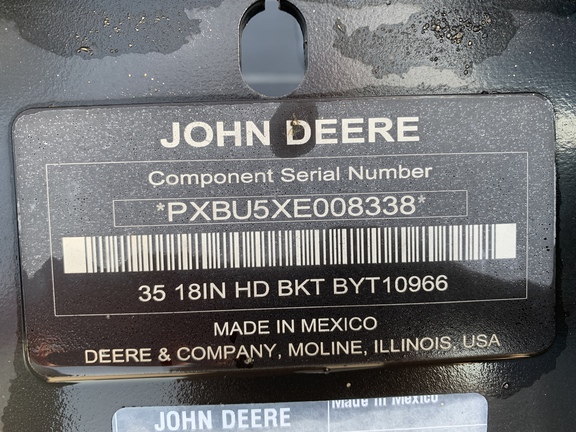 JOHN DEERE
Component Serial Number
*PXBU5XE008338*
35 18IN HD BKT BYT10966
MADE IN MEXICO
DEERE & COMPANY, MOLINE, ILLINOIS, USA
JOHN DEERE
Made in Mexico